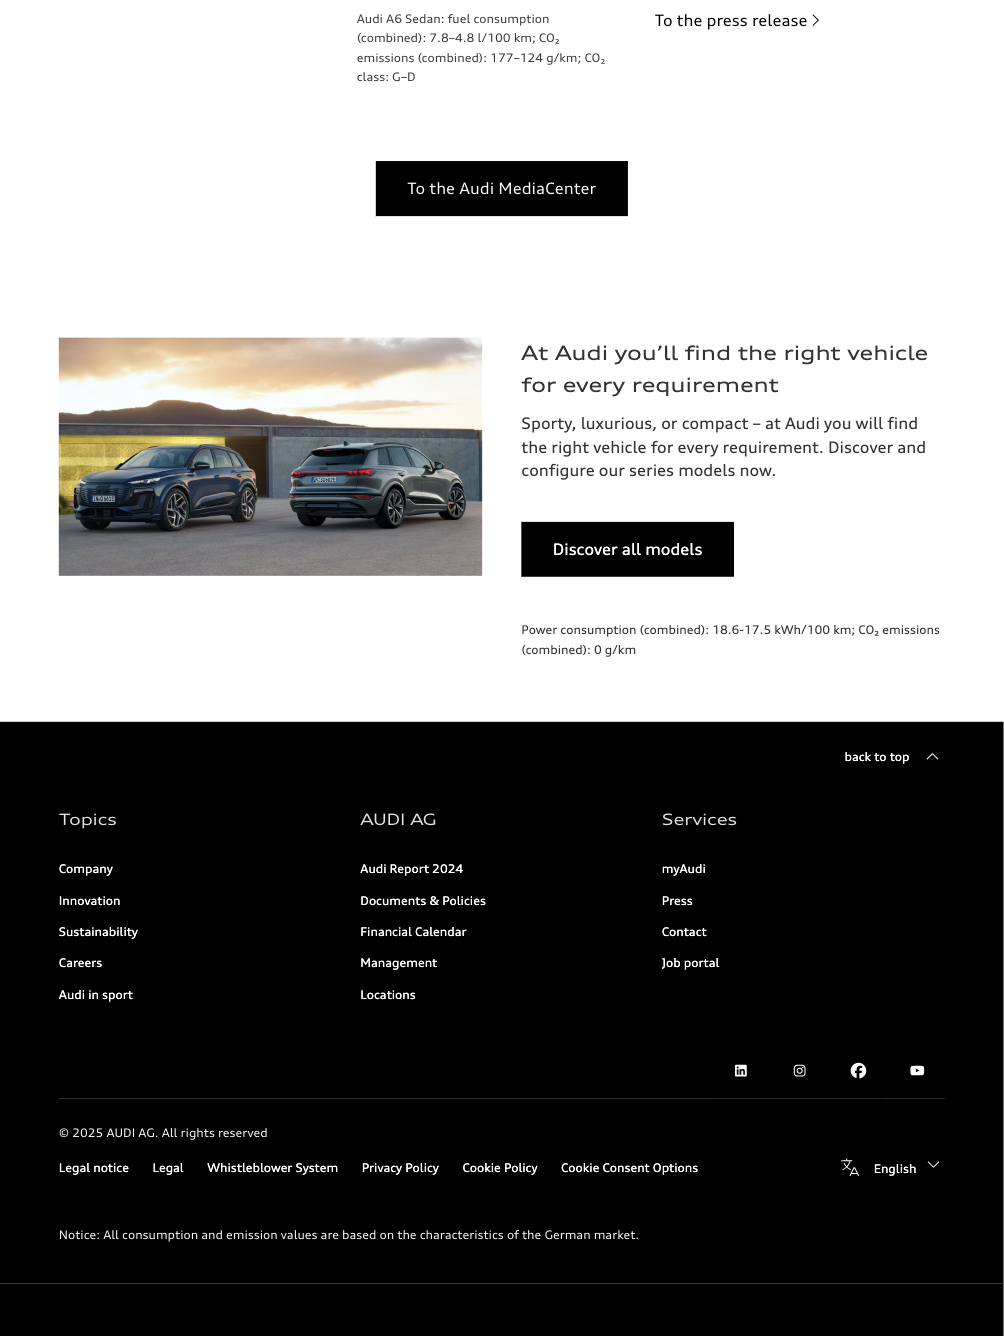 Audi A6 Sedan: fuel consumption
(combined): 7.8–4.8 l/100 km; CO₂
emissions (combined): 177–124 g/km; CO₂
class: G–D
To the press release
To the Audi MediaCenter
At Audi you’ll find the right vehicle
for every requirement
Sporty, luxurious, or compact – at Audi you will find
the right vehicle for every requirement. Discover and
configure our series models now.
Discover all models
Power consumption (combined): 18.6-17.5 kWh/100 km; CO₂ emissions
(combined): 0 g/km
back to top
Topics
Company
Innovation
Sustainability
Careers
Audi in sport
AUDI AG
Audi Report 2024
Documents & Policies
Financial Calendar
Management
Locations
Services
myAudi
Press
Contact
Job portal
© 2025 AUDI AG. All rights reserved
Legal notice Legal Whistleblower System Privacy Policy Cookie Policy Cookie Consent Options English
Notice: All consumption and emission values are based on the characteristics of the German market.